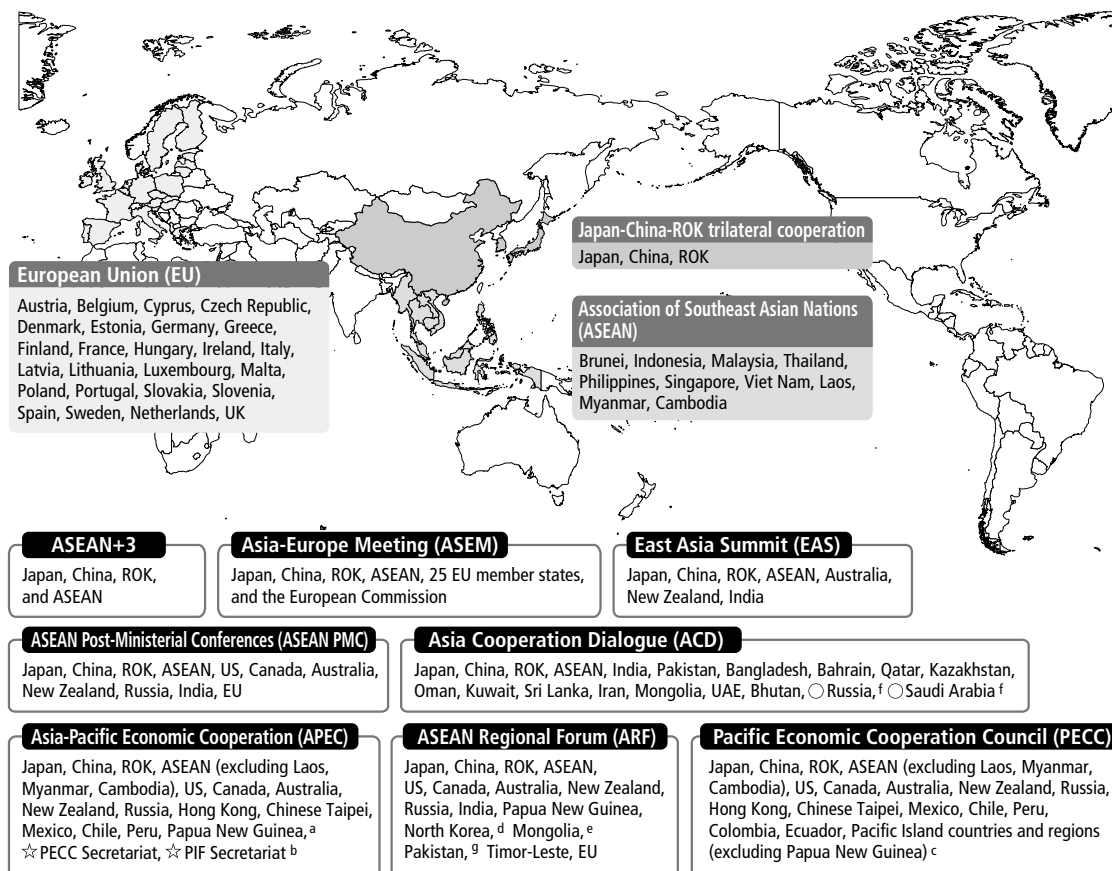 European Union (EU)
Austria, Belgium, Cyprus, Czech Republic,
Denmark, Estonia, Germany, Greece,
Finland, France, Hungary, Ireland, Italy,
Latvia, Lithuania, Luxembourg, Malta,
Poland, Portugal, Slovakia, Slovenia,
Spain, Sweden, Netherlands, UK
Japan-China-ROK trilateral cooperation
Japan, China, ROK
Association of Southeast Asian Nations
(ASEAN)
Brunei, Indonesia, Malaysia, Thailand,
Philippines, Singapore, Viet Nam, Laos,
Myanmar, Cambodia
ASEAN+3
Japan, China, ROK,
and ASEAN
Asia-Europe Meeting (ASEM)
Japan, China, ROK, ASEAN, 25 EU member states,
and the European Commission
East Asia Summit (EAS)
Japan, China, ROK, ASEAN, Australia,
New Zealand, India
ASEAN Post-Ministerial Conferences (ASEAN PMC)
Japan, China, ROK, ASEAN, US, Canada, Australia,
New Zealand, Russia, India, EU
Asia Cooperation Dialogue (ACD)
Japan, China, ROK, ASEAN, India, Pakistan, Bangladesh, Bahrain, Qatar, Kazakhstan,
Oman, Kuwait, Sri Lanka, Iran, Mongolia, UAE, Bhutan, ○Russia, f ○Saudi Arabia f
Asia-Pacific Economic Cooperation (APEC)
Japan, China, ROK, ASEAN (excluding Laos,
Myanmar, Cambodia), US, Canada, Australia,
New Zealand, Russia, Hong Kong, Chinese Taipei,
Mexico, Chile, Peru, Papua New Guinea, a
☆PECC Secretariat, ☆PIF Secretariat b
ASEAN Regional Forum (ARF)
Japan, China, ROK, ASEAN,
US, Canada, Australia, New Zealand,
Russia, India, Papua New Guinea,
North Korea, d Mongolia, e
Pakistan, g Timor-Leste, EU
Pacific Economic Cooperation Council (PECC)
Japan, China, ROK, ASEAN (excluding Laos, Myanmar,
Cambodia), US, Canada, Australia, New Zealand, Russia,
Hong Kong, Chinese Taipei, Mexico, Chile, Peru,
Colombia, Ecuador, Pacific Island countries and regions
(excluding Papua New Guinea) c